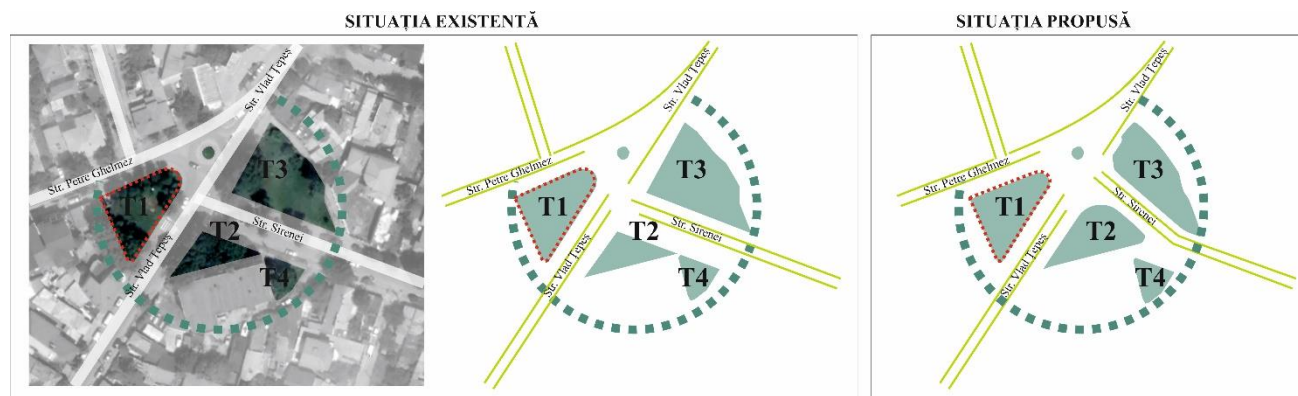 SITUAȚIA EXISTENTĂ
SITUAȚIA PROPUSĂ
Str. Vlad Țepeș
Str. Petre Ghelmez
T1
T2
T3
T4
Str. Sirenei
Str. Vlad Țepeș
Str. Vlad Țepeș
Str. Petre Ghelmez
T1
T2
T3
T4
Str. Sirenei
Str. Vlad Țepeș
Str. Vlad Țepeș
Str. Petre Ghelmez
T1
T2
T3
T4
Str. Sirenei
Str. Vlad Țepeș